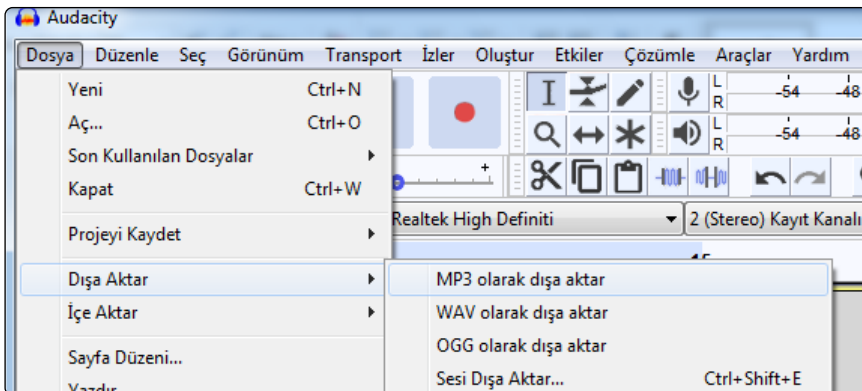 Audacity
Dosya Düzenle Seç Görünüm Transport İzler Oluştur Etkiler Çözümle Araçlar Yardım
Yeni Ctrl+N
Aç... Ctrl+O
Son Kullanılan Dosyalar
Kapat Ctrl+W
Projeyi Kaydet
Dışa Aktar
İçe Aktar
Sayfa Düzeni...
Yazdır...
MP3 olarak dışa aktar
WAV olarak dışa aktar
OGG olarak dışa aktar
Sesi Dışa Aktar... Ctrl+Shift+E
L
R -54 -48
L
R -54 -48
Realtek High Definiti 2 (Stereo) Kayıt Kanalı